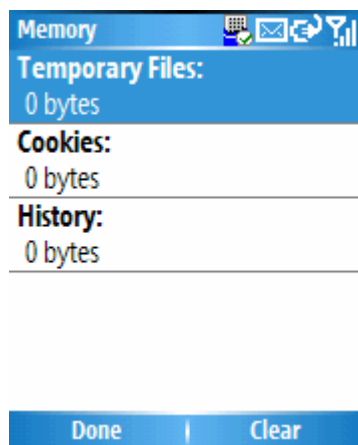 Memory
Temporary Files:
0 bytes
Cookies:
0 bytes
History:
0 bytes
Done Clear